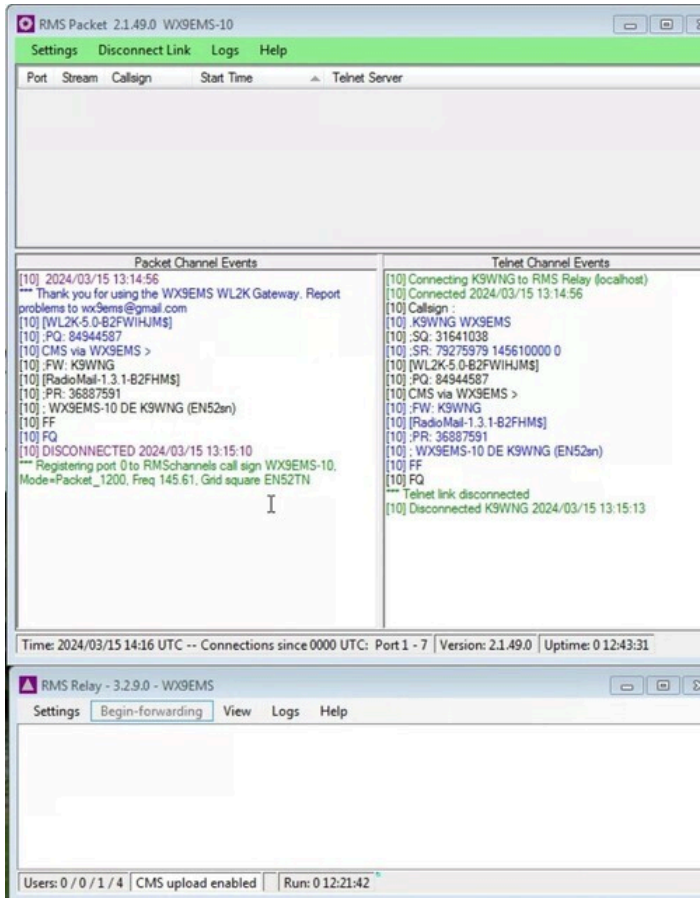 RMS Packet 2.1.49.0 WX9EMS-10
Settings Disconnect Link Logs Help
Port Stream Callsign Start Time Telnet Server
Packet Channel Events
[10] 2024/03/15 13:14:56
*** Thank you for using the WX9EMS WL2K Gateway. Report
problems to wx9ems@gmail.com
[10] [WL2K-5.0-B2FWIHJM$]
[10] ;PQ: 84944587
[10] CMS via WX9EMS >
[10] ;FW: K9WNG
[10] [RadioMail-1.3.1-B2FHM$]
[10] ;PR: 36887591
[10] ; WX9EMS-10 DE K9WNG (EN52sn)
[10] FF
[10] FQ
[10] DISCONNECTED 2024/03/15 13:15:10
*** Registering port 0 to RMSchannels call sign WX9EMS-10,
Mode=Packet_1200, Freq 145.61, Grid square EN52TN
Telnet Channel Events
[10] Connecting K9WNG to RMS Relay (localhost)
[10] Connected 2024/03/15 13:14:56
[10] Callsign :
[10] .K9WNG WX9EMS
[10] ;SQ: 31641038
[10] ;SR: 79275979 145610000 0
[10] [WL2K-5.0-B2FWIHJM$]
[10] ;PQ: 84944587
[10] CMS via WX9EMS >
[10] ;FW: K9WNG
[10] [RadioMail-1.3.1-B2FHM$]
[10] ;PR: 36887591
[10] ; WX9EMS-10 DE K9WNG (EN52sn)
[10] FF
[10] FQ
*** Telnet link disconnected
[10] Disconnected K9WNG 2024/03/15 13:15:13
Time: 2024/03/15 14:16 UTC -- Connections since 0000 UTC: Port 1 - 7 Version: 2.1.49.0 Uptime: 0 12:43:31
RMS Relay - 3.2.9.0 - WX9EMS
Settings Begin-forwarding View Logs Help
Users: 0 / 0 / 1 / 4 CMS upload enabled Run: 0 12:21:42